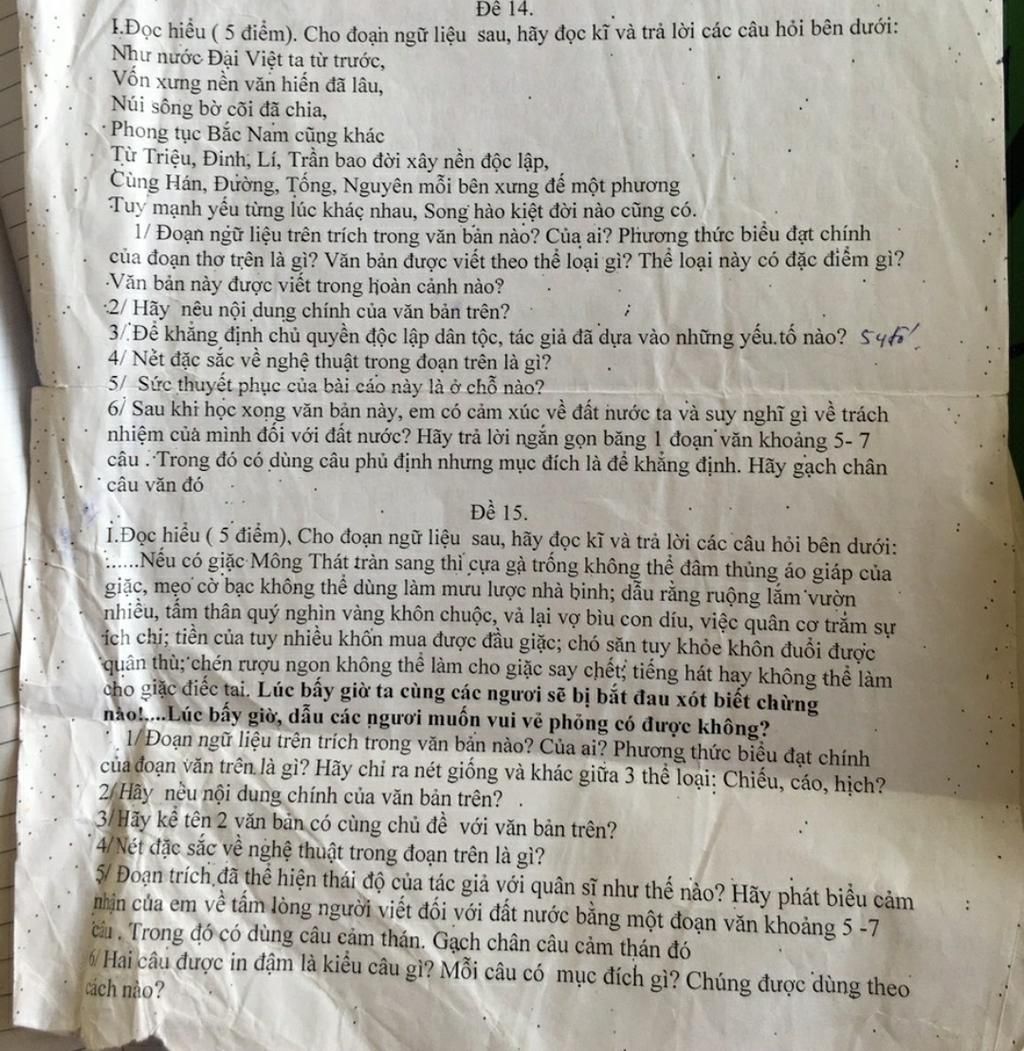 Đề 14.
I.Đọc hiểu ( 5 điểm). Cho đoạn ngữ liệu sau, hãy đọc kĩ và trả lời các câu hỏi bên dưới:
Như nước Đại Việt ta từ trước,
Vốn xưng nền văn hiến đã lâu,
Núi sông bờ cõi đã chia,
Phong tục Bắc Nam cũng khác
Từ Triệu, Đinh, Lí, Trần bao đời xây nền độc lập,
Cùng Hán, Đường, Tống, Nguyên mỗi bên xưng đế một phương
Tuy mạnh yếu từng lúc khác nhau, Song hào kiệt đời nào cũng có.
1/ Đoạn ngữ liệu trên trích trong văn bản nào? Của ai? Phương thức biểu đạt chính
của đoạn thơ trên là gì? Văn bản được viết theo thể loại gì? Thể loại này có đặc điểm gì?
Văn bản này được viết trong hoàn cảnh nào?
2/ Hãy nêu nội dung chính của văn bản trên?
3/ Để khẳng định chủ quyền độc lập dân tộc, tác giả đã dựa vào những yếu tố nào? 5 ytố
4/ Nét đặc sắc về nghệ thuật trong đoạn trên là gì?
5/ Sức thuyết phục của bài cáo này là ở chỗ nào?
6/ Sau khi học xong văn bản này, em có cảm xúc về đất nước ta và suy nghĩ gì về trách
nhiệm của mình đối với đất nước? Hãy trả lời ngắn gọn băng 1 đoạn văn khoảng 5- 7
câu . Trong đó có dùng câu phủ định nhưng mục đích là để khẳng định. Hãy gạch chân
câu văn đó
Đề 15.
I.Đọc hiểu ( 5 điểm). Cho đoạn ngữ liệu sau, hãy đọc kĩ và trả lời các câu hỏi bên dưới:
......Nếu có giặc Mông Thát tràn sang thì cựa gà trống không thể đâm thủng áo giáp của
giặc, mẹo cờ bạc không thể dùng làm mưu lược nhà binh; dẫu rằng ruộng lắm vườn
nhiều, tấm thân quý nghìn vàng khôn chuộc, vả lại vợ bìu con díu, việc quân cơ trăm sự
ích chi; tiền của tuy nhiều khôn mua được đầu giặc; chó săn tuy khỏe khôn đuổi được
quân thù; chén rượu ngon không thể làm cho giặc say chết; tiếng hát hay không thể làm
cho giặc điếc tai. Lúc bấy giờ ta cùng các ngươi sẽ bị bắt đau xót biết chừng
nào!....Lúc bấy giờ, dẫu các ngươi muốn vui vẻ phỏng có được không?
1/ Đoạn ngữ liệu trên trích trong văn bản nào? Của ai? Phương thức biểu đạt chính
của đoạn văn trên là gì? Hãy chỉ ra nét giống và khác giữa 3 thể loại: Chiếu, cáo, hịch?
2/ Hãy nêu nội dung chính của văn bản trên?
3/ Hãy kể tên 2 văn bản có cùng chủ đề với văn bản trên?
4/ Nét đặc sắc về nghệ thuật trong đoạn trên là gì?
5/ Đoạn trích đã thể hiện thái độ của tác giả với quân sĩ như thế nào? Hãy phát biểu cảm
nhận của em về tấm lòng người viết đối với đất nước bằng một đoạn văn khoảng 5 -7
câu . Trong đó có dùng câu cảm thán. Gạch chân câu cảm thán đó
6/ Hai câu được in đậm là kiểu câu gì? Mỗi câu có mục đích gì? Chúng được dùng theo
cách nào?